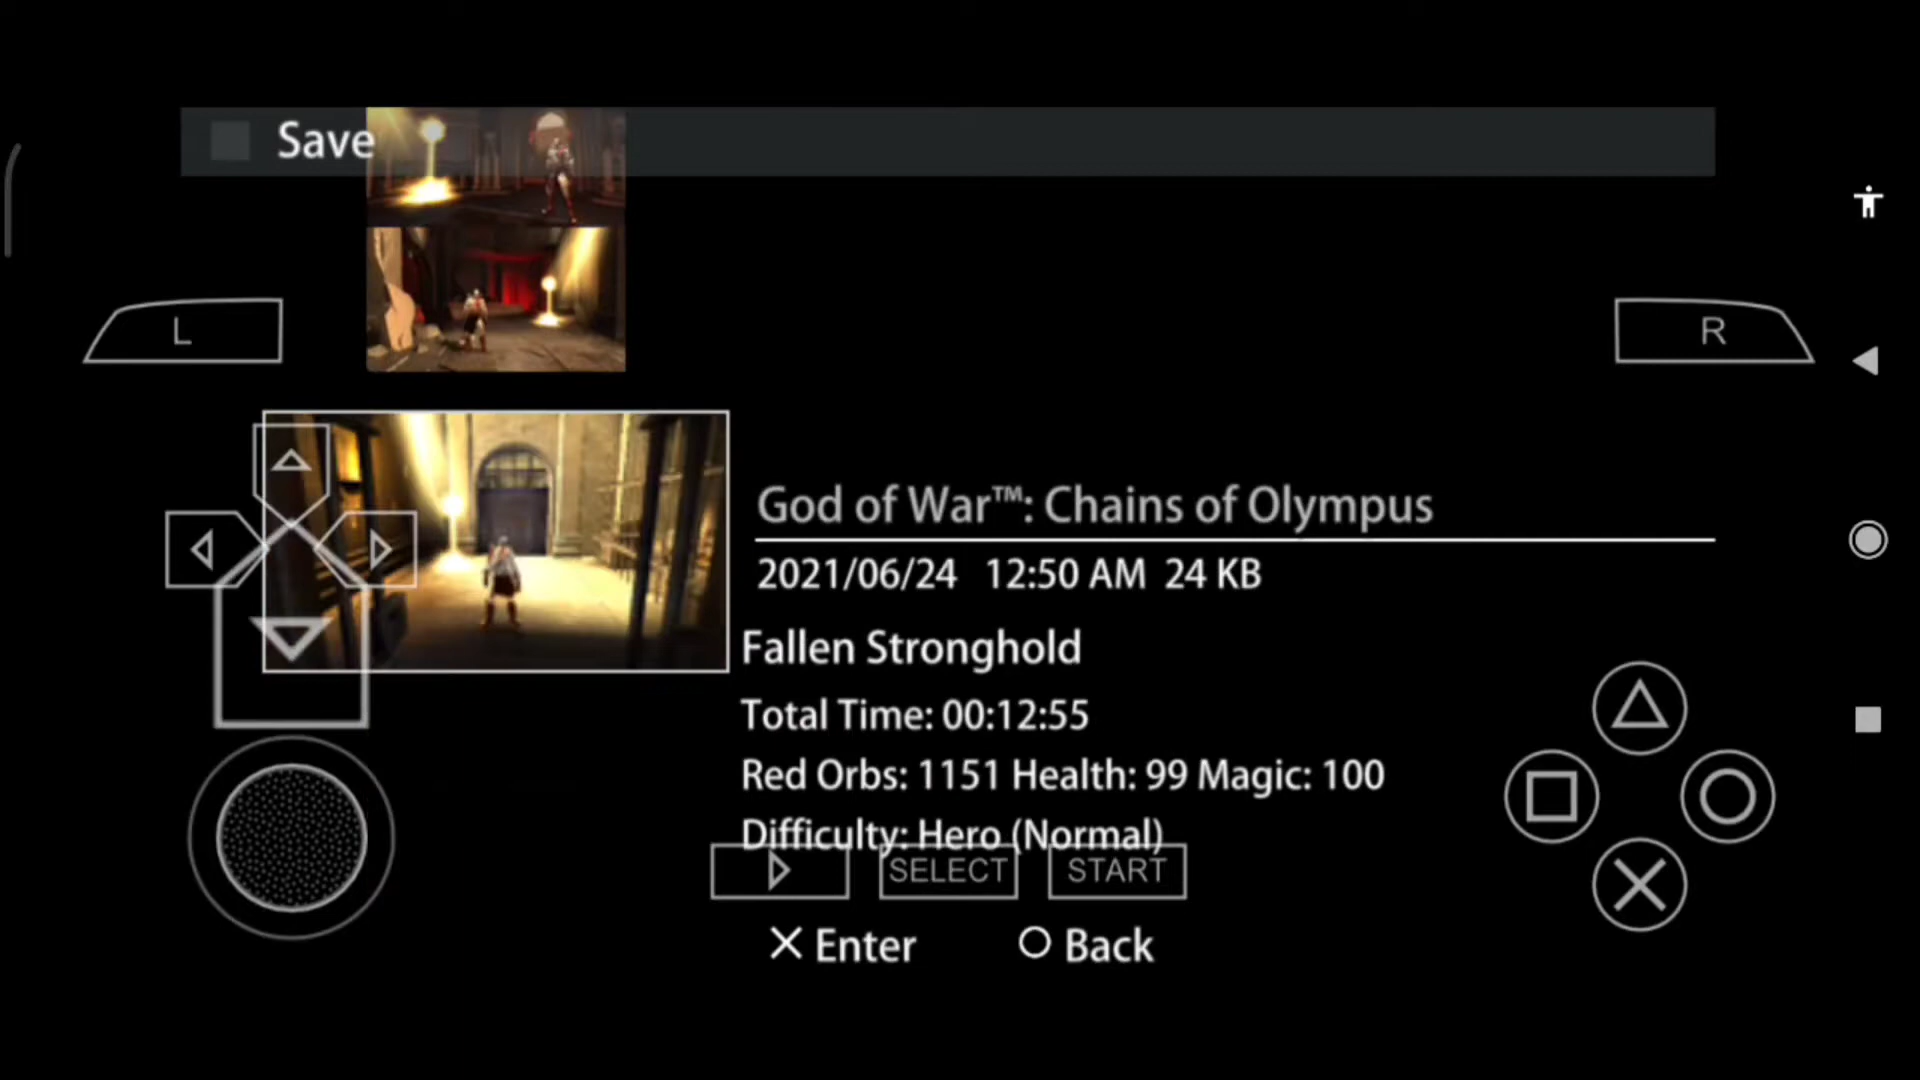 Save
L
R
God of War™: Chains of Olympus
2021/06/24 12:50 AM 24 KB
Fallen Stronghold
Total Time: 00:12:55
Red Orbs: 1151 Health: 99 Magic: 100
Difficulty: Hero (Normal)
SELECT START
Enter Back